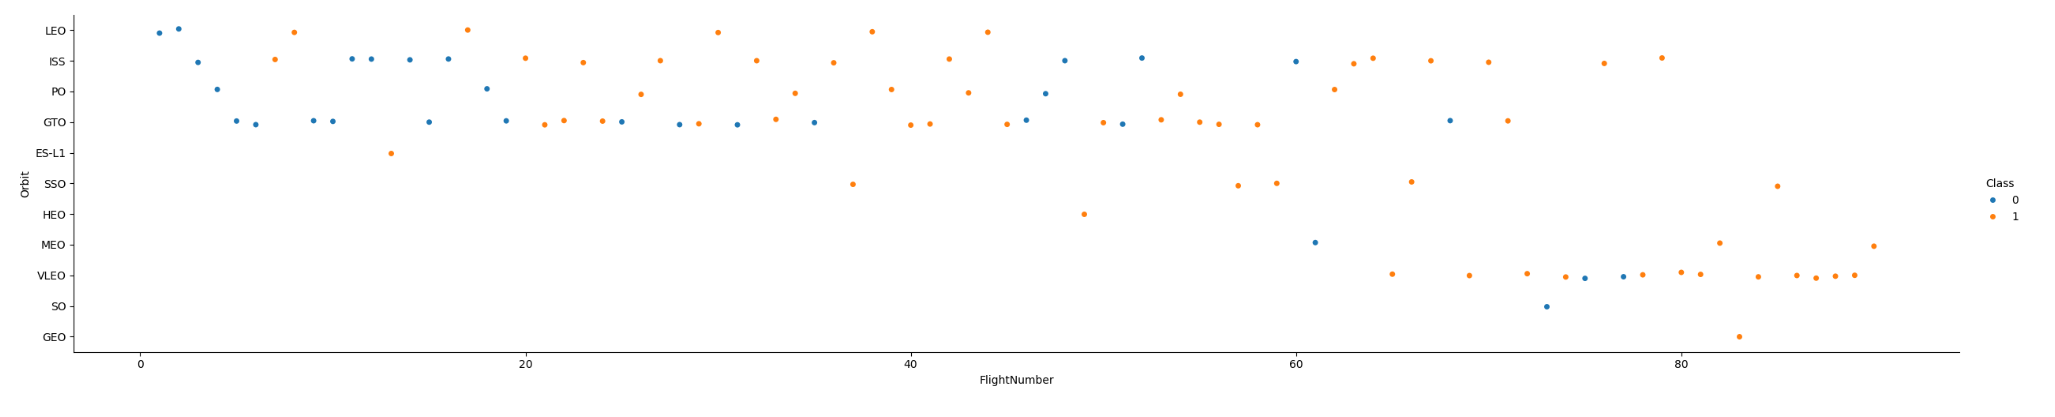 LEO
ISS
PO
GTO
ES-L1
SSO
HEO
MEO
VLEO
SO
GEO
Orbit
0 20 40 60 80
FlightNumber
Class
0
1